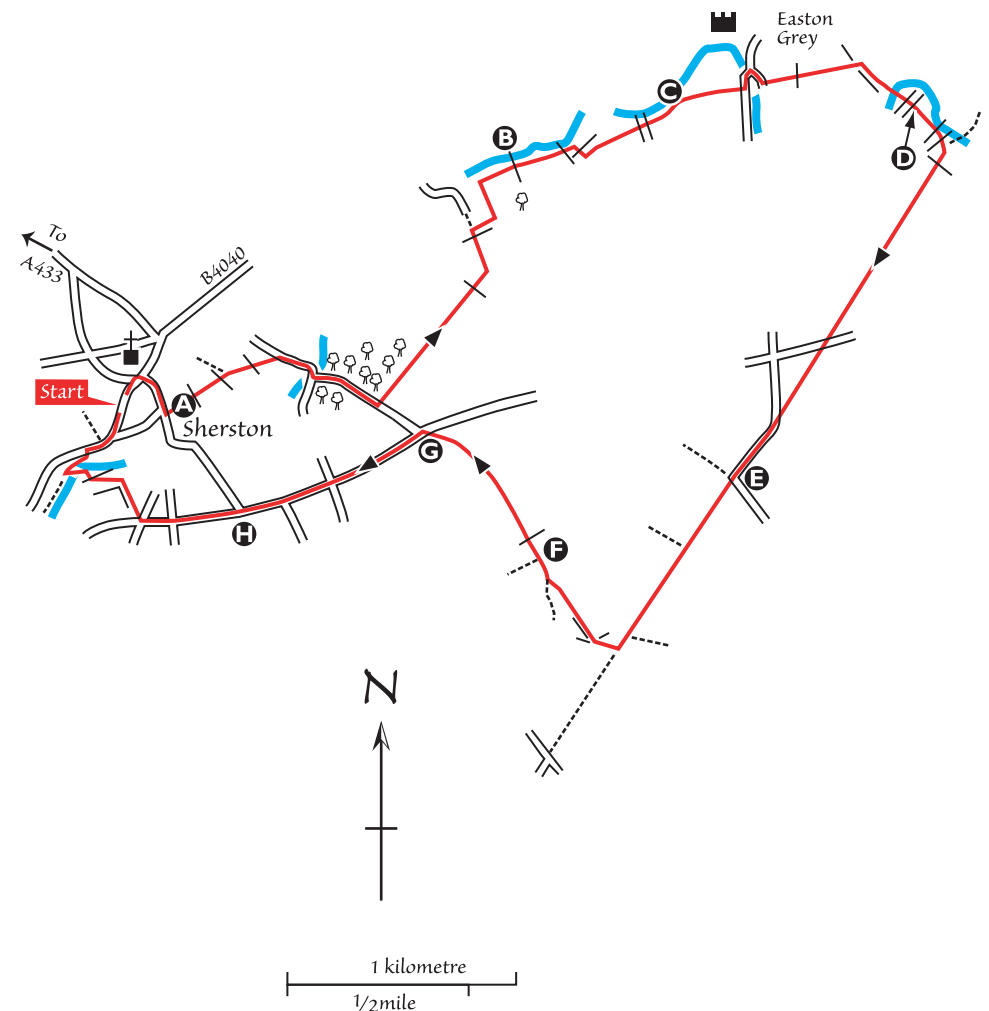 Easton
Grey
C
B
D
To
A433
B4040
Start
A
Sherston
G
E
H
F
N
1 kilometre
1/2mile